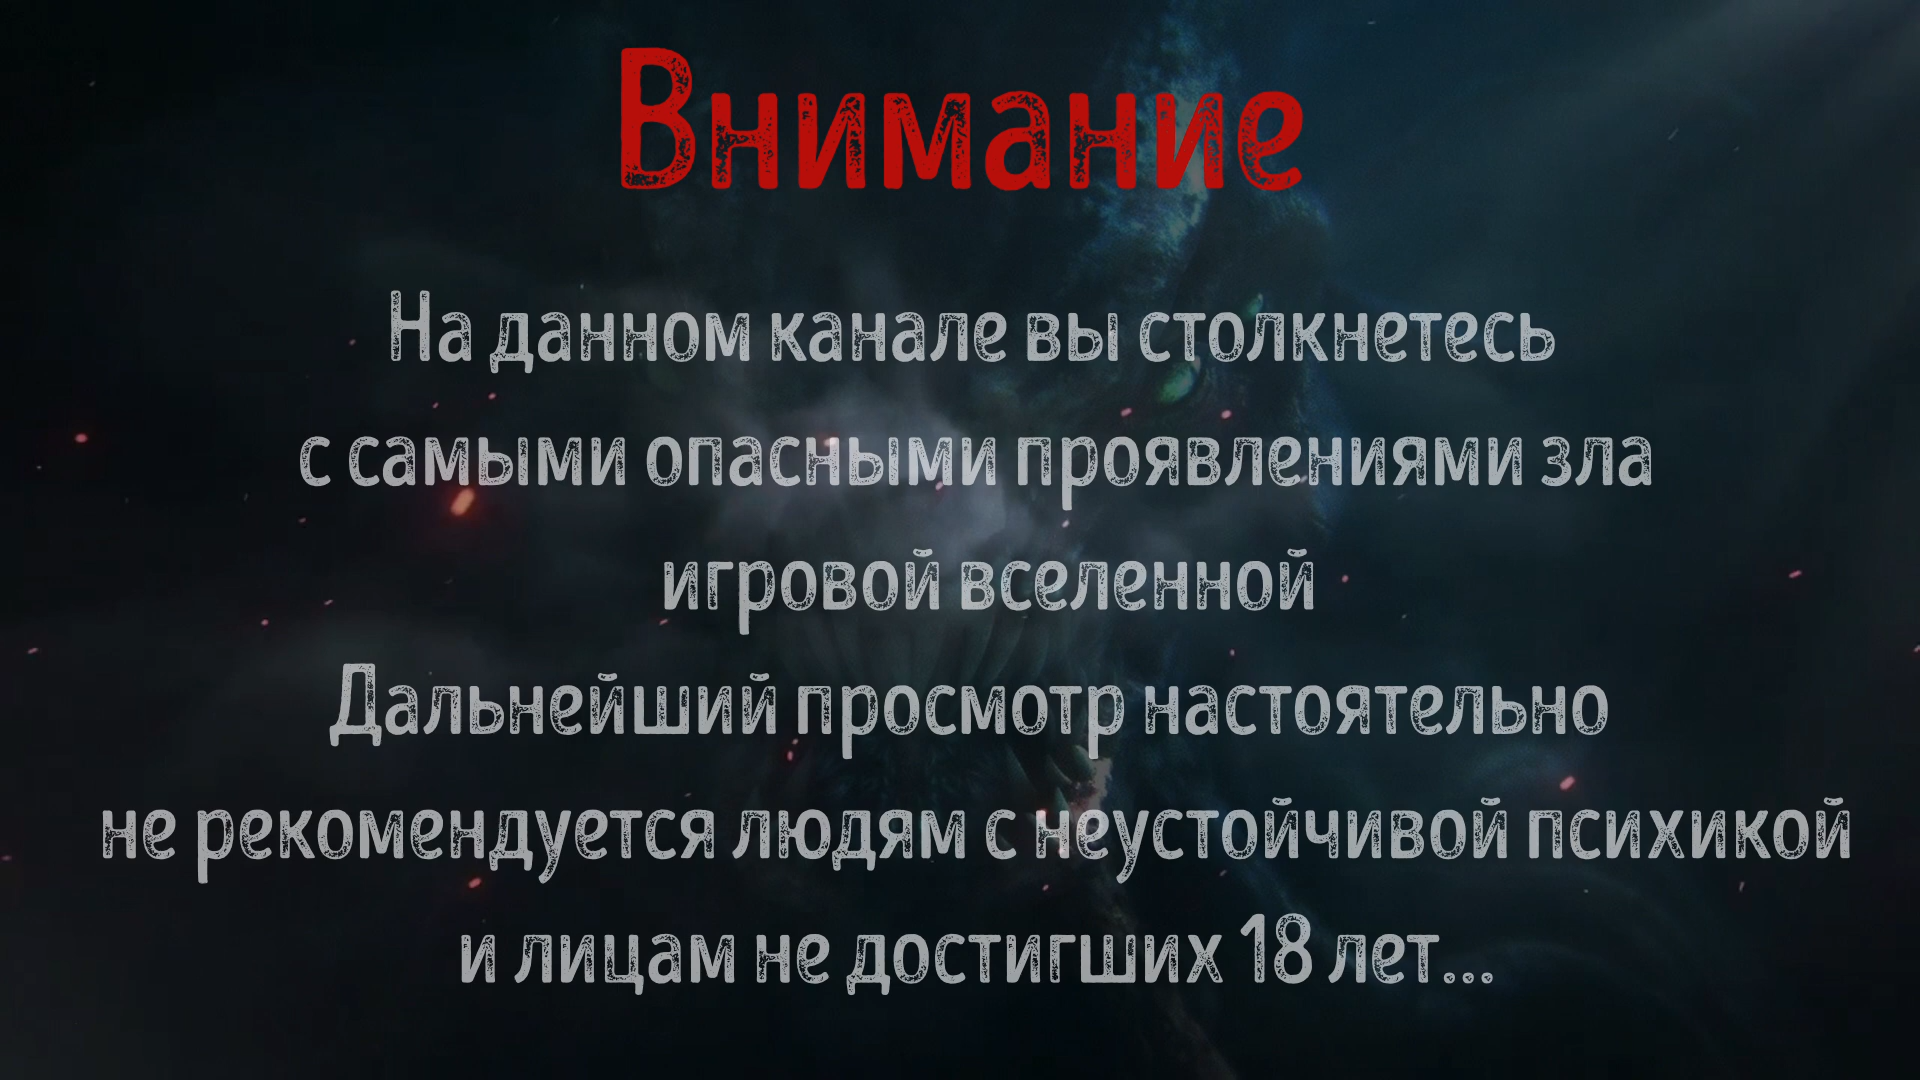 Внимание
На данном канале вы столкнетесь
с самыми опасными проявлениями зла
игровой вселенной
Дальнейший просмотр настоятельно
не рекомендуется людям с неустойчивой психикой
и лицам не достигших 18 лет...